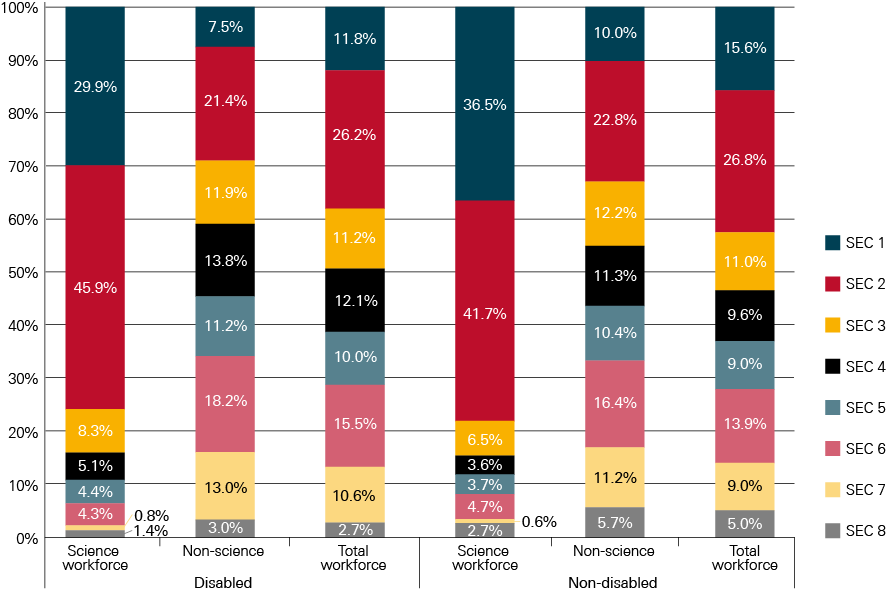 100%
90%
80%
70%
60%
50%
40%
30%
20%
10%
0%
29.9%
45.9%
8.3%
5.1%
4.4%
4.3%
0.8%
1.4%
7.5%
21.4%
11.9%
13.8%
11.2%
18.2%
13.0%
3.0%
11.8%
26.2%
11.2%
12.1%
10.0%
15.5%
10.6%
2.7%
36.5%
41.7%
6.5%
3.6%
3.7%
4.7%
0.6%
2.7%
10.0%
22.8%
12.2%
11.3%
10.4%
16.4%
11.2%
5.7%
15.6%
26.8%
11.0%
9.6%
9.0%
13.9%
9.0%
5.0%
Science
workforce
Non-science
Total
workforce
Science
workforce
Non-science
Total
workforce
Disabled
Non-disabled
SEC 1
SEC 2
SEC 3
SEC 4
SEC 5
SEC 6
SEC 7
SEC 8